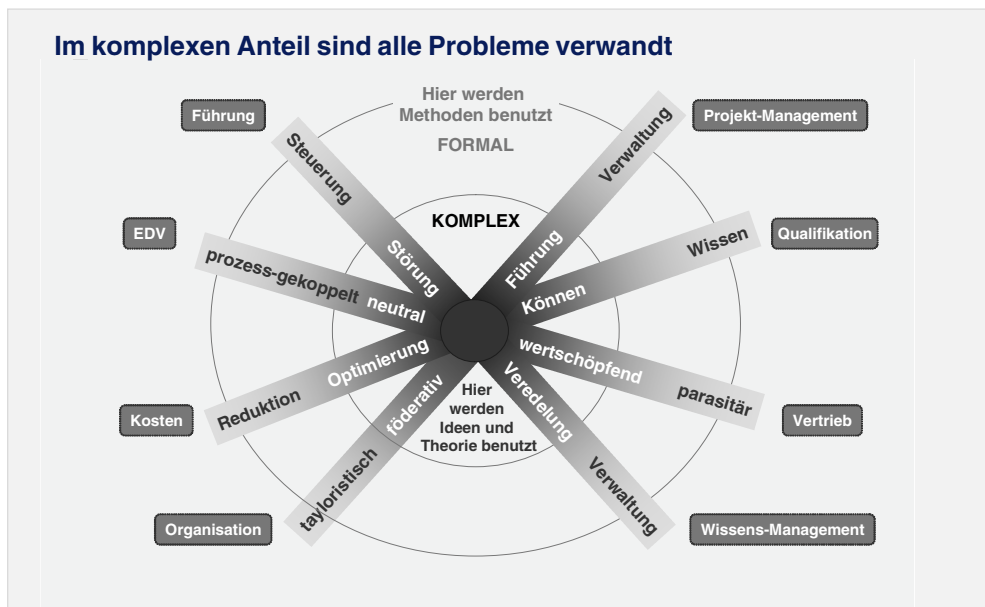 Im komplexen Anteil sind alle Probleme verwandt
Hier werden
Methoden benutzt
FORMAL
KOMPLEX
Führung
Steuerung
Störung
Projekt-Management
Verwaltung
Führung
EDV
prozess-gekoppelt
neutral
Qualifikation
Wissen
Können
Kosten
Reduktion
Optimierung
Vertrieb
parasitär
wertschöpfend
Organisation
tayloristisch
föderativ
Wissens-Management
Verwaltung
Veredelung
Hier
werden
Ideen und
Theorie benutzt